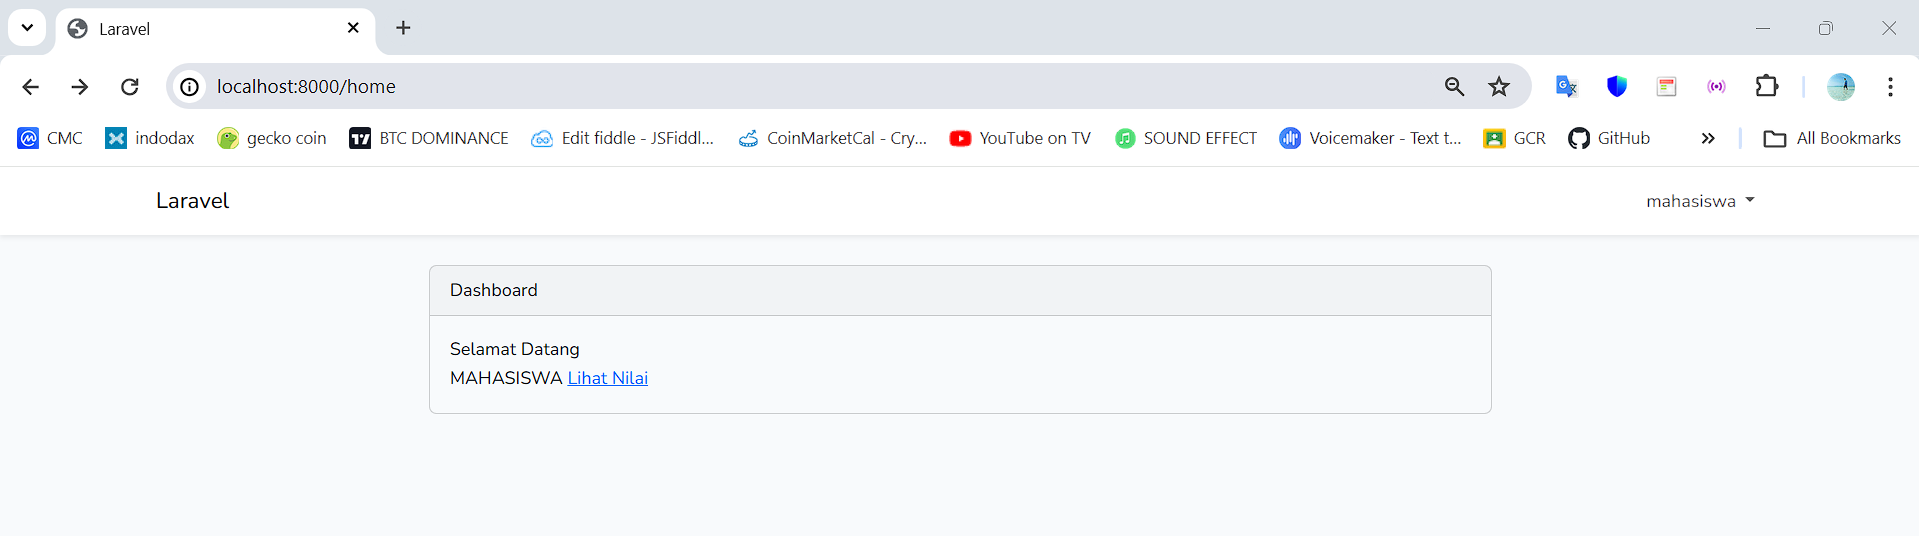 Laravel
localhost:8000/home
CMC indodax gecko coin BTC DOMINANCE Edit fiddle - JSFiddl... CoinMarketCal - Cry... YouTube on TV SOUND EFFECT Voicemaker - Text t... GCR GitHub All Bookmarks
Laravel mahasiswa
Dashboard
Selamat Datang
MAHASISWA Lihat Nilai